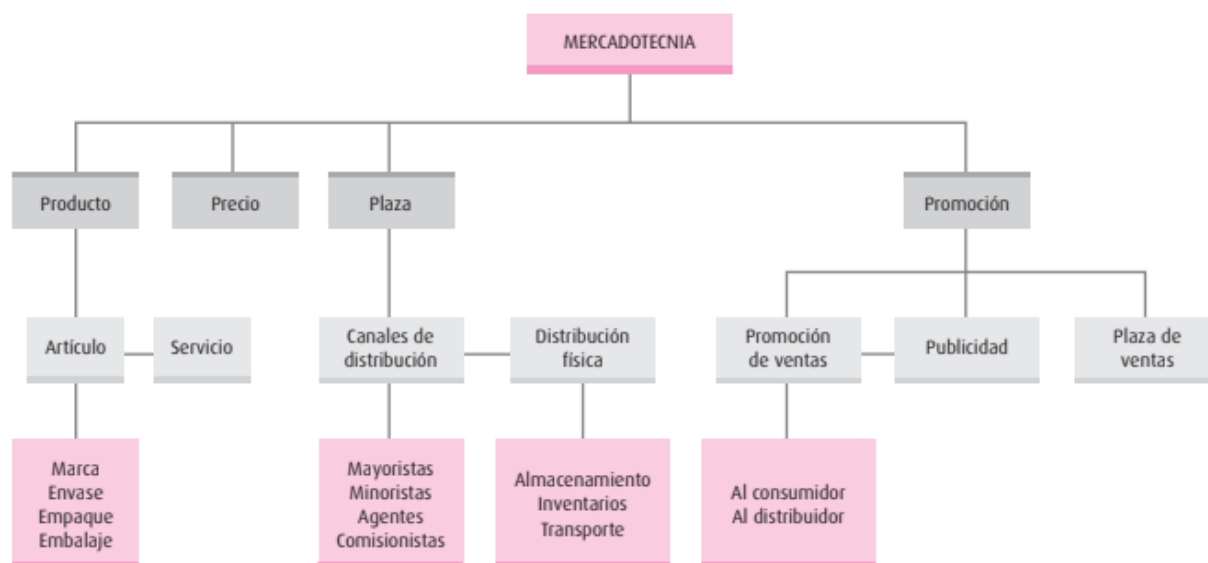 MERCADOTECNIA
Producto
Precio
Plaza
Promoción
Artículo
Servicio
Canales de
distribución
Distribución
física
Promoción
de ventas
Publicidad
Plaza de
ventas
Marca
Envase
Empaque
Embalaje
Mayoristas
Minoristas
Agentes
Comisionistas
Almacenamiento
Inventarios
Transporte
Al consumidor
Al distribuidor